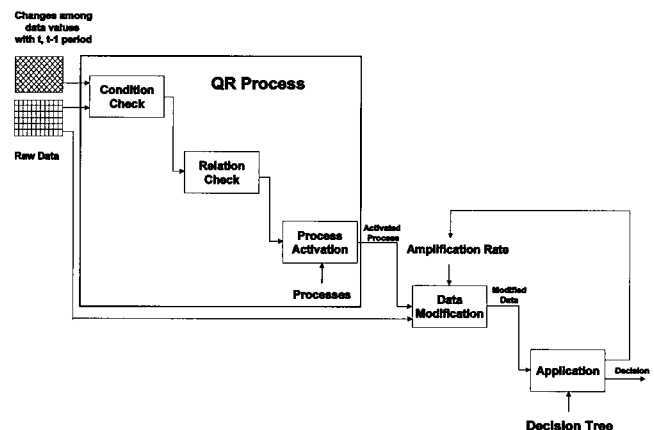 Changes among
data values
with t, t-1 period
QR Process
Condition
Check
Raw Data
Relation
Check
Process
Activation
Activated
Process
Amplification Rate
Processes
Data
Modification
Modified
Data
Application
Decision
Decision Tree